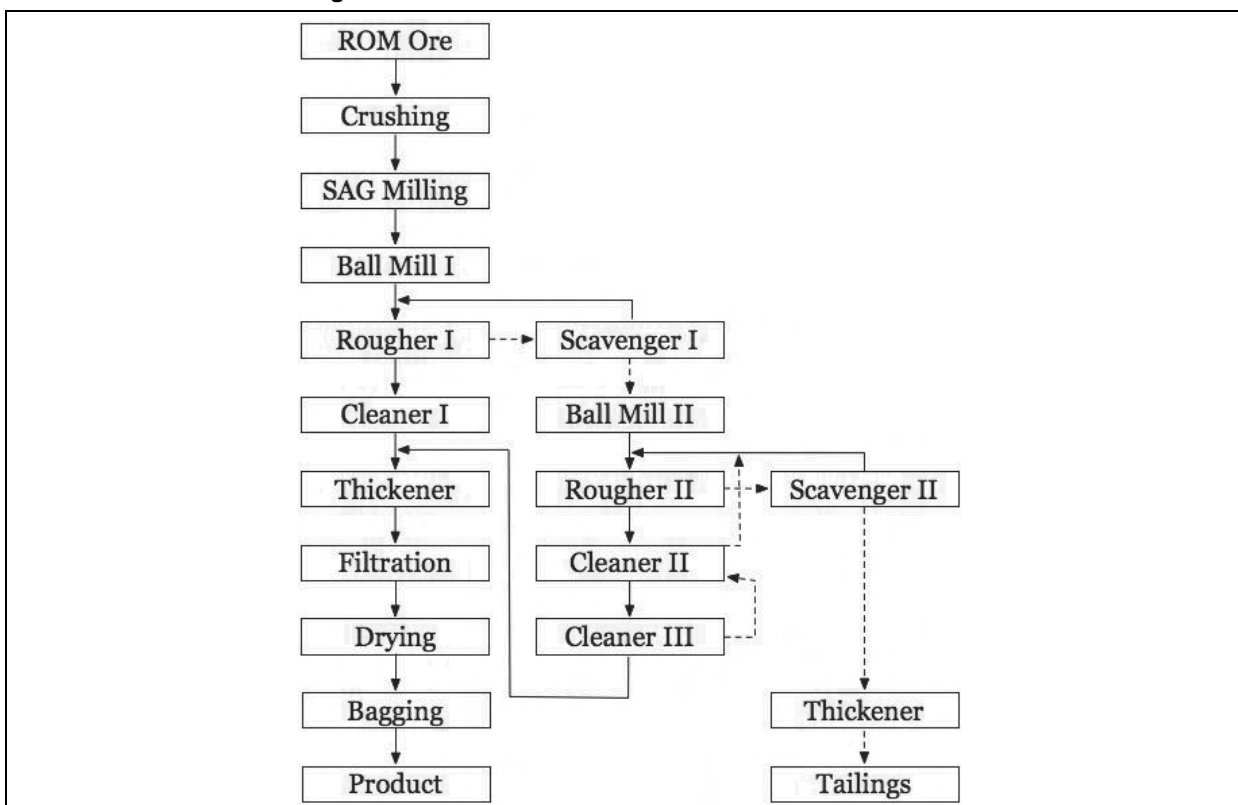 ROM Ore
Crushing
SAG Milling
Ball Mill I
Rougher I
Scavenger I
Cleaner I
Ball Mill II
Thickener
Rougher II
Scavenger II
Filtration
Cleaner II
Drying
Cleaner III
Bagging
Thickener
Product
Tailings